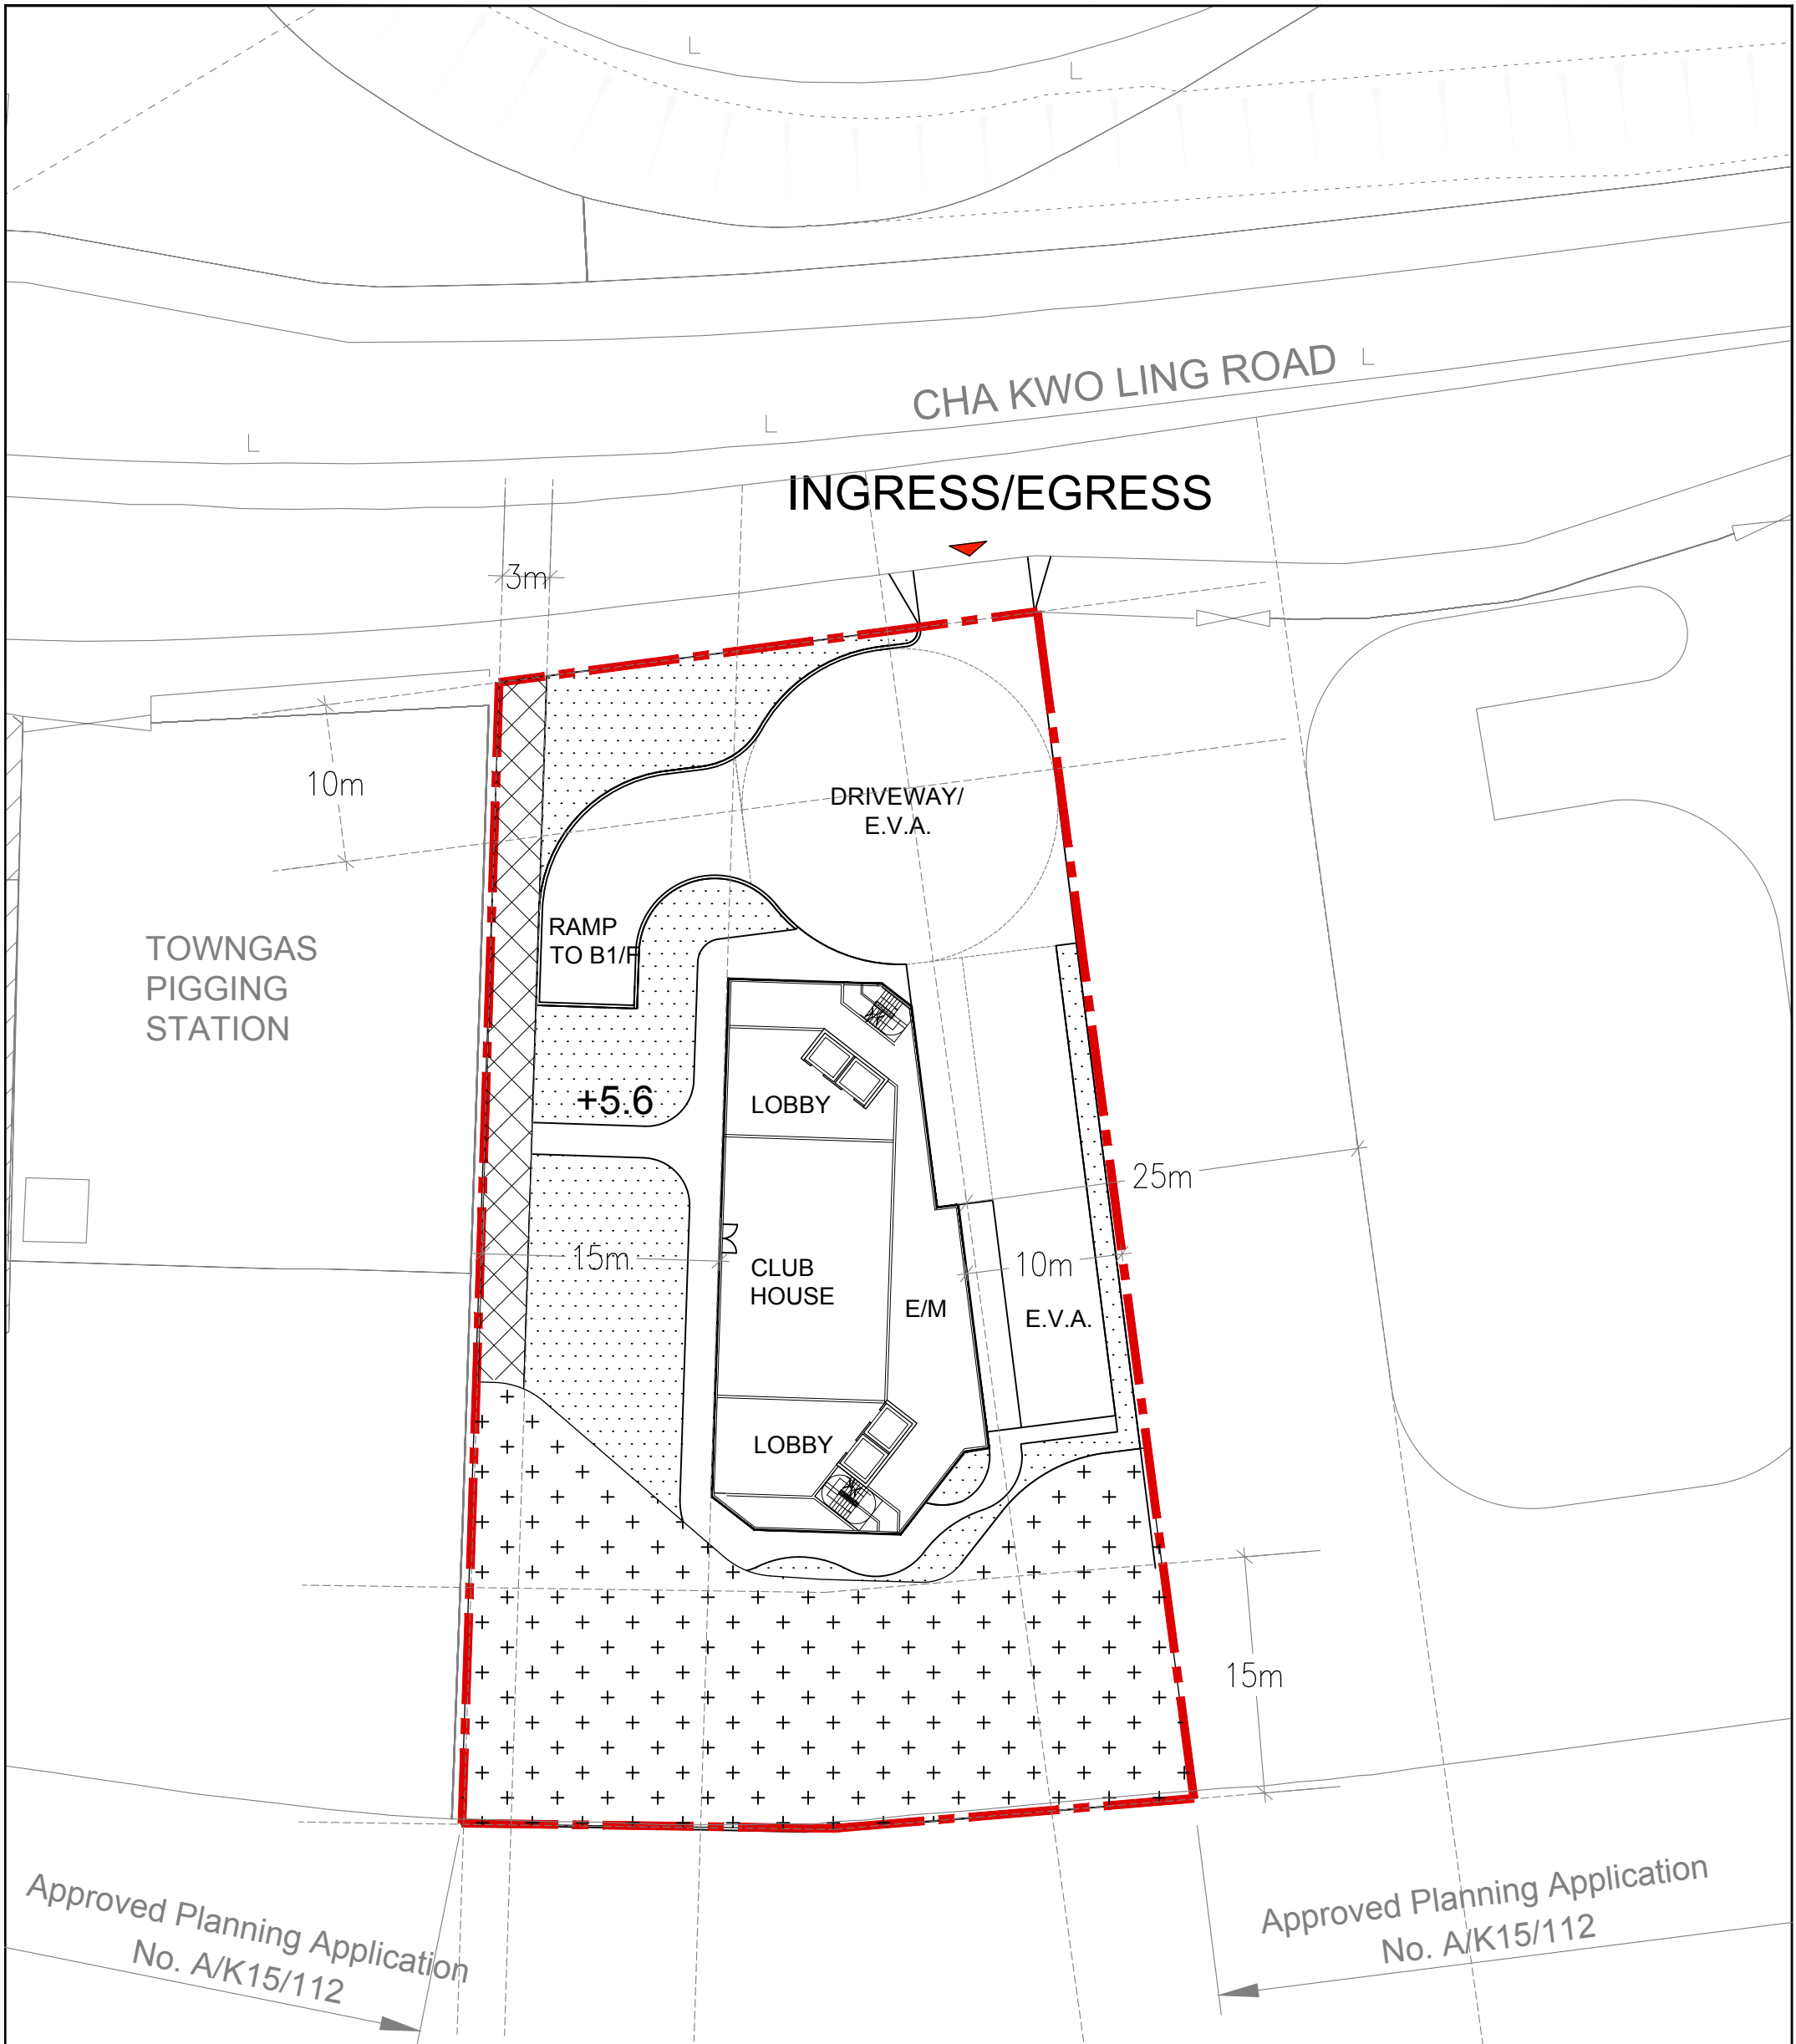 L
L
CHA KWO LING ROAD
L
L
L
INGRESS/EGRESS
3m
10m
DRIVEWAY/
E.V.A.
RAMP
TO B1/F
TOWNGAS
PIGGING
STATION
+5.6
LOBBY
25m
15m
CLUB
HOUSE
10m
E/M
E.V.A.
LOBBY
15m
Approved Planning Application
No. A/K15/112
Approved Planning Application
No. A/K15/112